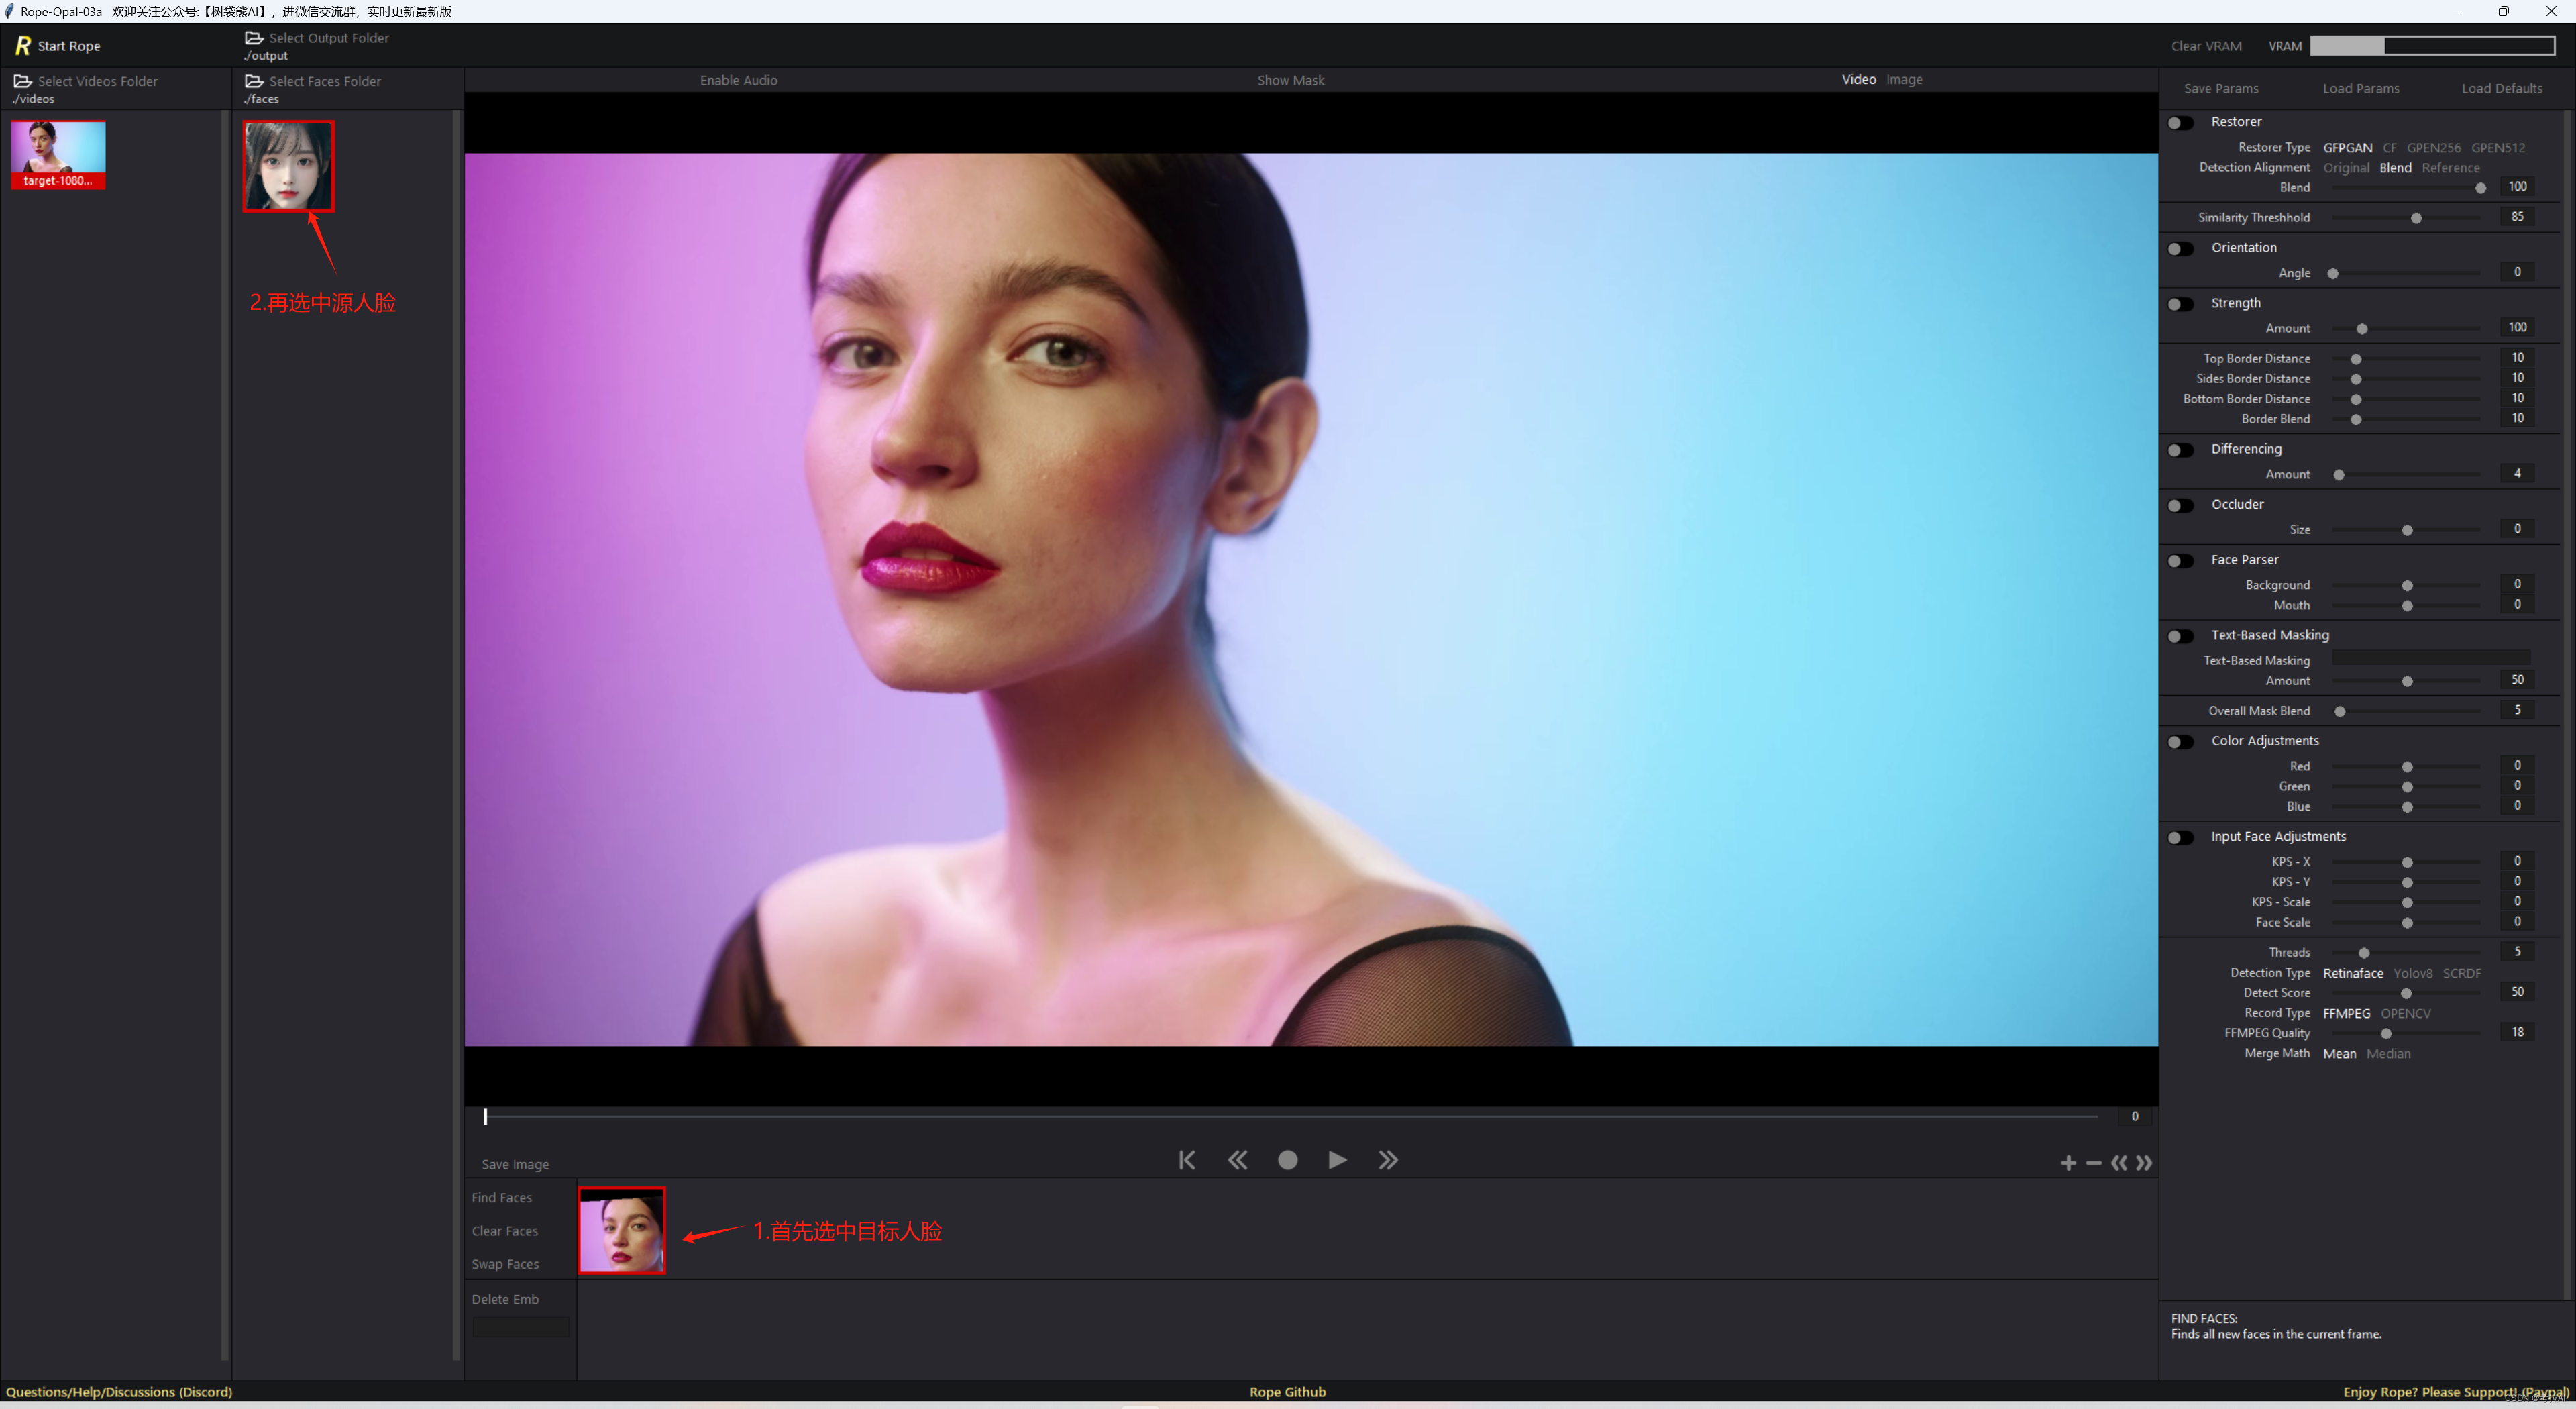 Rope-Opal-03a 欢迎关注公众号:【树袋熊AI】，进微信交流群，实时更新最新版
R Start Rope
Select Output Folder
./output
Clear VRAM
VRAM
Select Videos Folder
./videos
Select Faces Folder
./faces
Enable Audio
Show Mask
Video Image
Save Params
Load Params
Load Defaults
target-1080...
2.再选中源人脸
Restorer
Restorer Type GFPGAN CF GPEN256 GPEN512
Detection Alignment Original Blend Reference
Blend 100
Similarity Threshhold 85
Orientation
Angle 0
Strength
Amount 100
Top Border Distance 10
Sides Border Distance 10
Bottom Border Distance 10
Border Blend 10
Differencing
Amount 4
Occluder
Size 0
Face Parser
Background 0
Mouth 0
Text-Based Masking
Text-Based Masking
Amount 50
Overall Mask Blend 5
Color Adjustments
Red 0
Green 0
Blue 0
Input Face Adjustments
KPS - X 0
KPS - Y 0
KPS - Scale 0
Face Scale 0
Threads 5
Detection Type Retinaface Yolov8 SCRDF
Detect Score 50
Record Type FFMPEG OPENCV
FFMPEG Quality 18
Merge Math Mean Median
0
Save Image
Find Faces
Clear Faces
Swap Faces
1.首先选中目标人脸
Delete Emb
FIND FACES:
Finds all new faces in the current frame.
Questions/Help/Discussions (Discord)
Rope Github
Enjoy Rope? Please Support! (Paypal)